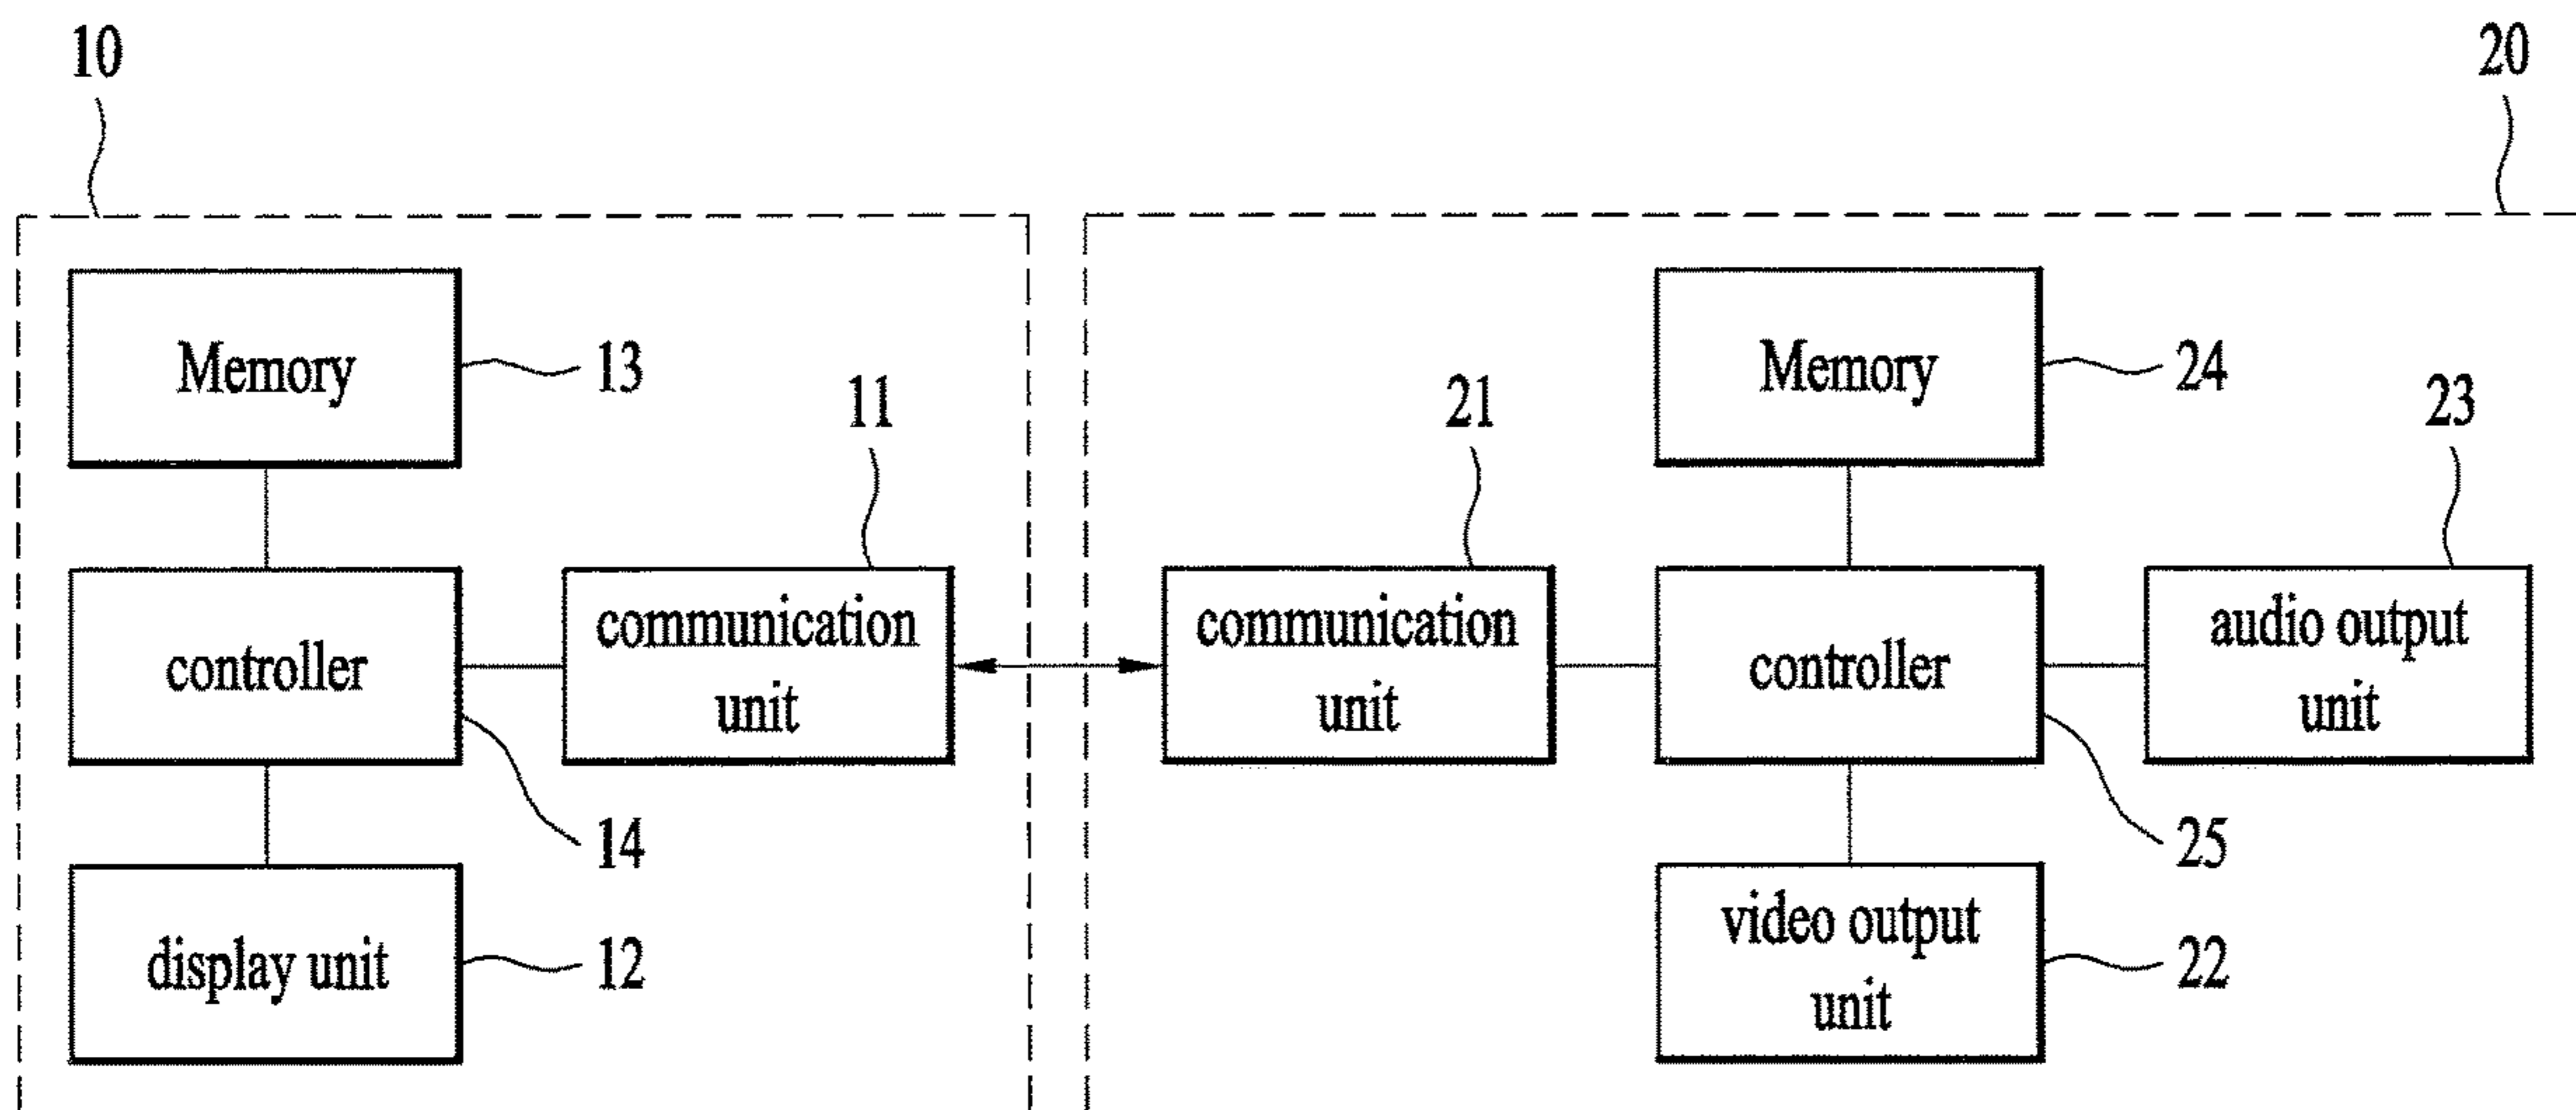 10
20
Memory
13
11
controller
communication
unit
14
display unit
12
Memory
24
21
23
communication
unit
controller
audio output
unit
25
video output
unit
22